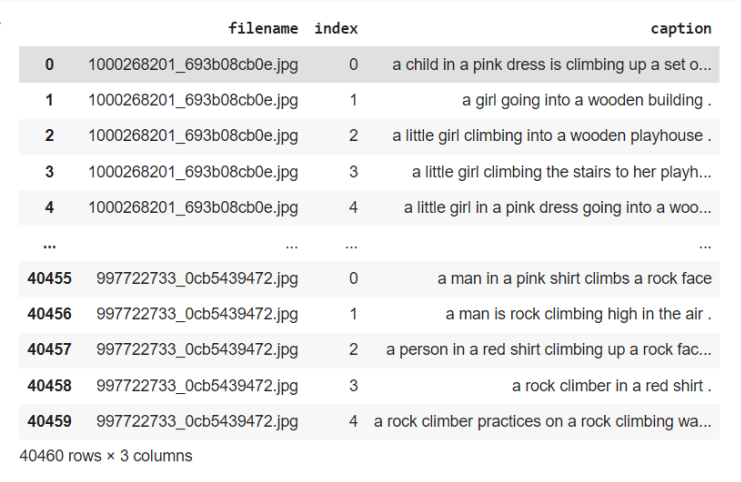 filename index caption
0 1000268201_693b08cb0e.jpg 0 a child in a pink dress is climbing up a set o...
1 1000268201_693b08cb0e.jpg 1 a girl going into a wooden building .
2 1000268201_693b08cb0e.jpg 2 a little girl climbing into a wooden playhouse .
3 1000268201_693b08cb0e.jpg 3 a little girl climbing the stairs to her playh...
4 1000268201_693b08cb0e.jpg 4 a little girl in a pink dress going into a woo...
... ... ... ...
40455 997722733_0cb5439472.jpg 0 a man in a pink shirt climbs a rock face
40456 997722733_0cb5439472.jpg 1 a man is rock climbing high in the air .
40457 997722733_0cb5439472.jpg 2 a person in a red shirt climbing up a rock fac...
40458 997722733_0cb5439472.jpg 3 a rock climber in a red shirt .
40459 997722733_0cb5439472.jpg 4 a rock climber practices on a rock climbing wa...
40460 rows × 3 columns